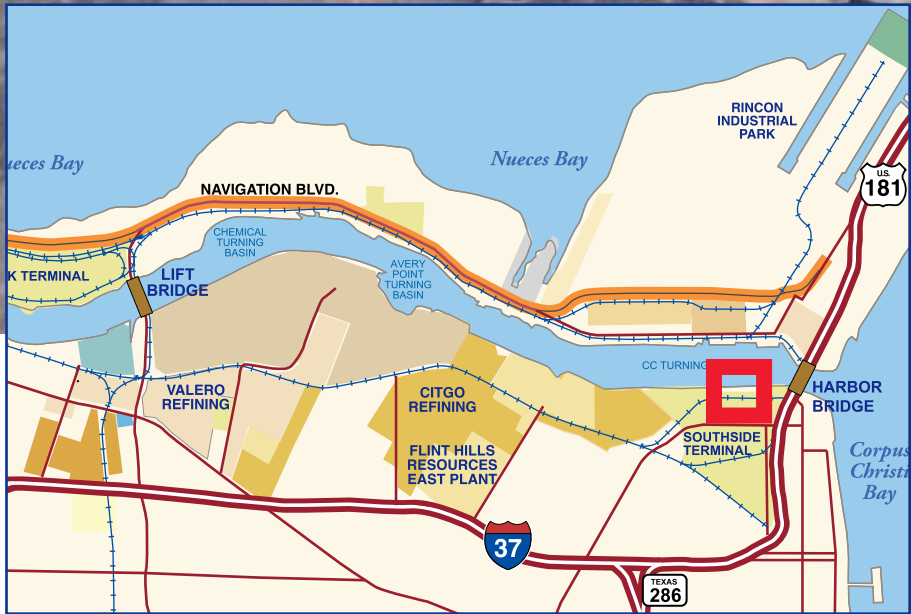 RINCON
INDUSTRIAL
PARK
Nueces Bay
ueces Bay
U.S.
181
NAVIGATION BLVD.
CHEMICAL
TURNING
BASIN
AVERY
POINT
TURNING
BASIN
K TERMINAL
LIFT
BRIDGE
CC TURNING
VALERO
REFINING
CITGO
REFINING
HARBOR
BRIDGE
SOUTHSIDE
TERMINAL
FLINT HILLS
RESOURCES
EAST PLANT
Corpus
Christi
Bay
37
TEXAS
286